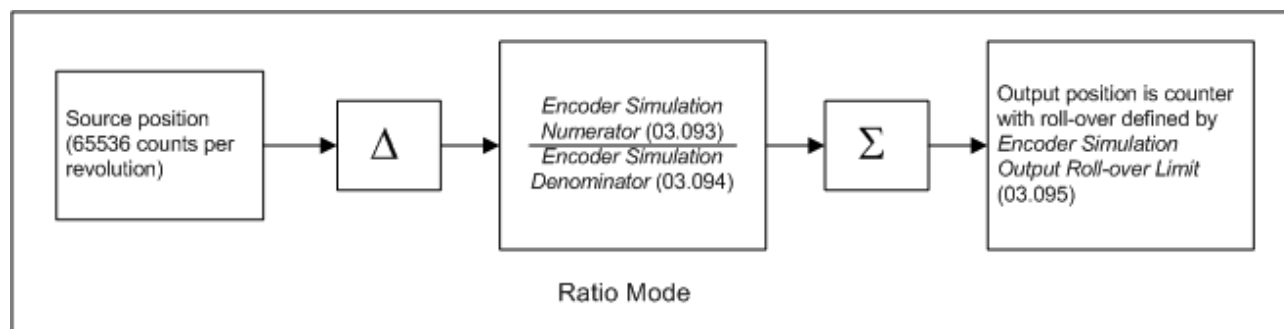 Source position
(65536 counts per
revolution)
Δ
Encoder Simulation
Numerator (03.093)
Encoder Simulation
Denominator (03.094)
Σ
Output position is counter
with roll-over defined by
Encoder Simulation
Output Roll-over Limit
(03.095)
Ratio Mode